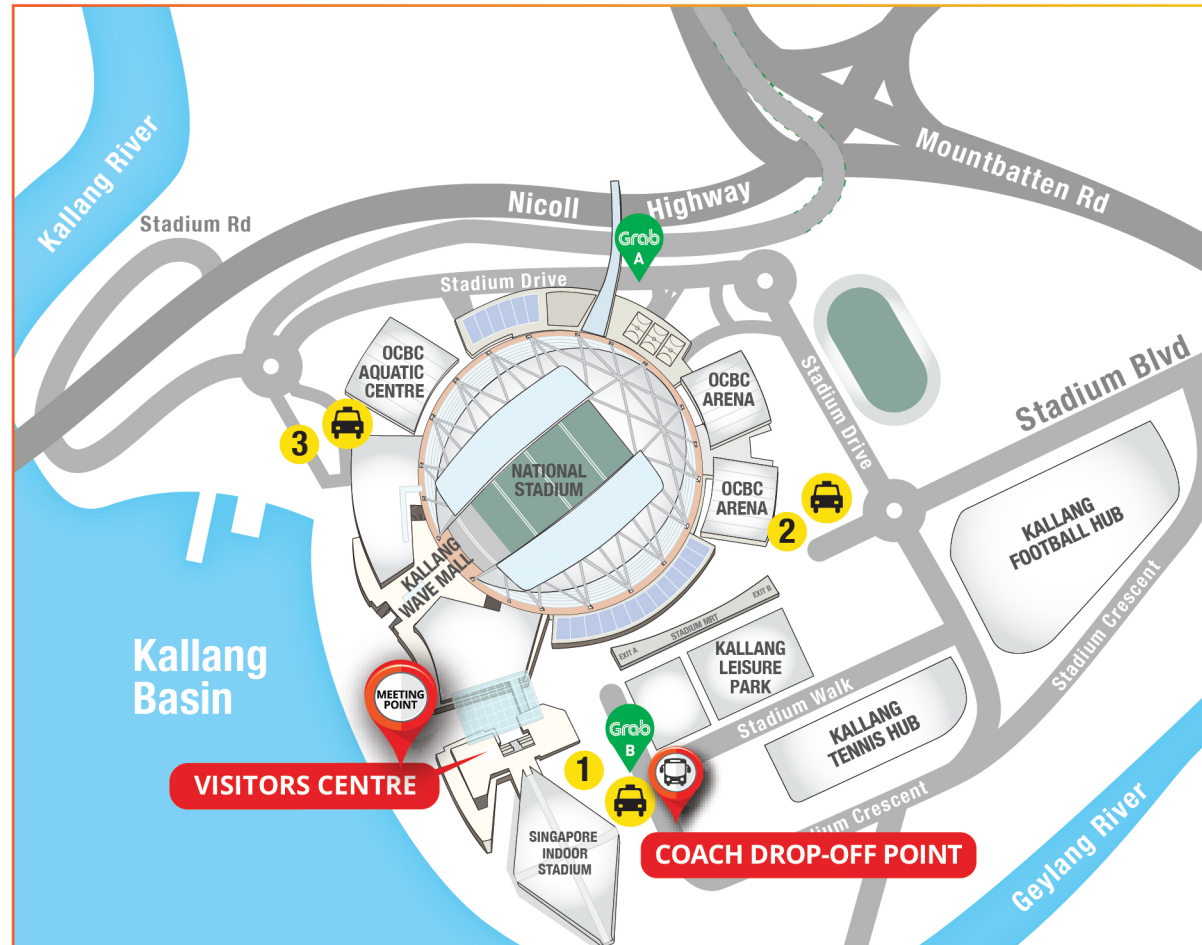 Kallang River
Stadium Rd
Nicoll Highway
Mountbatten Rd
Grab
A
Stadium Drive
OCBC
AQUATIC
CENTRE
OCBC
ARENA
Stadium Drive
Stadium Blvd
3
NATIONAL
STADIUM
OCBC
ARENA
2
KALLANG
FOOTBALL HUB
KALLANG
WAVE MALL
EXIT A
STADIUM MRT
EXIT B
KALLANG
LEISURE
PARK
Stadium Crescent
Kallang
Basin
MEETING
POINT
Stadium Walk
KALLANG
TENNIS HUB
Grab
B
VISITORS CENTRE
1
Stadium Crescent
SINGAPORE
INDOOR
STADIUM
COACH DROP-OFF POINT
Geylang River